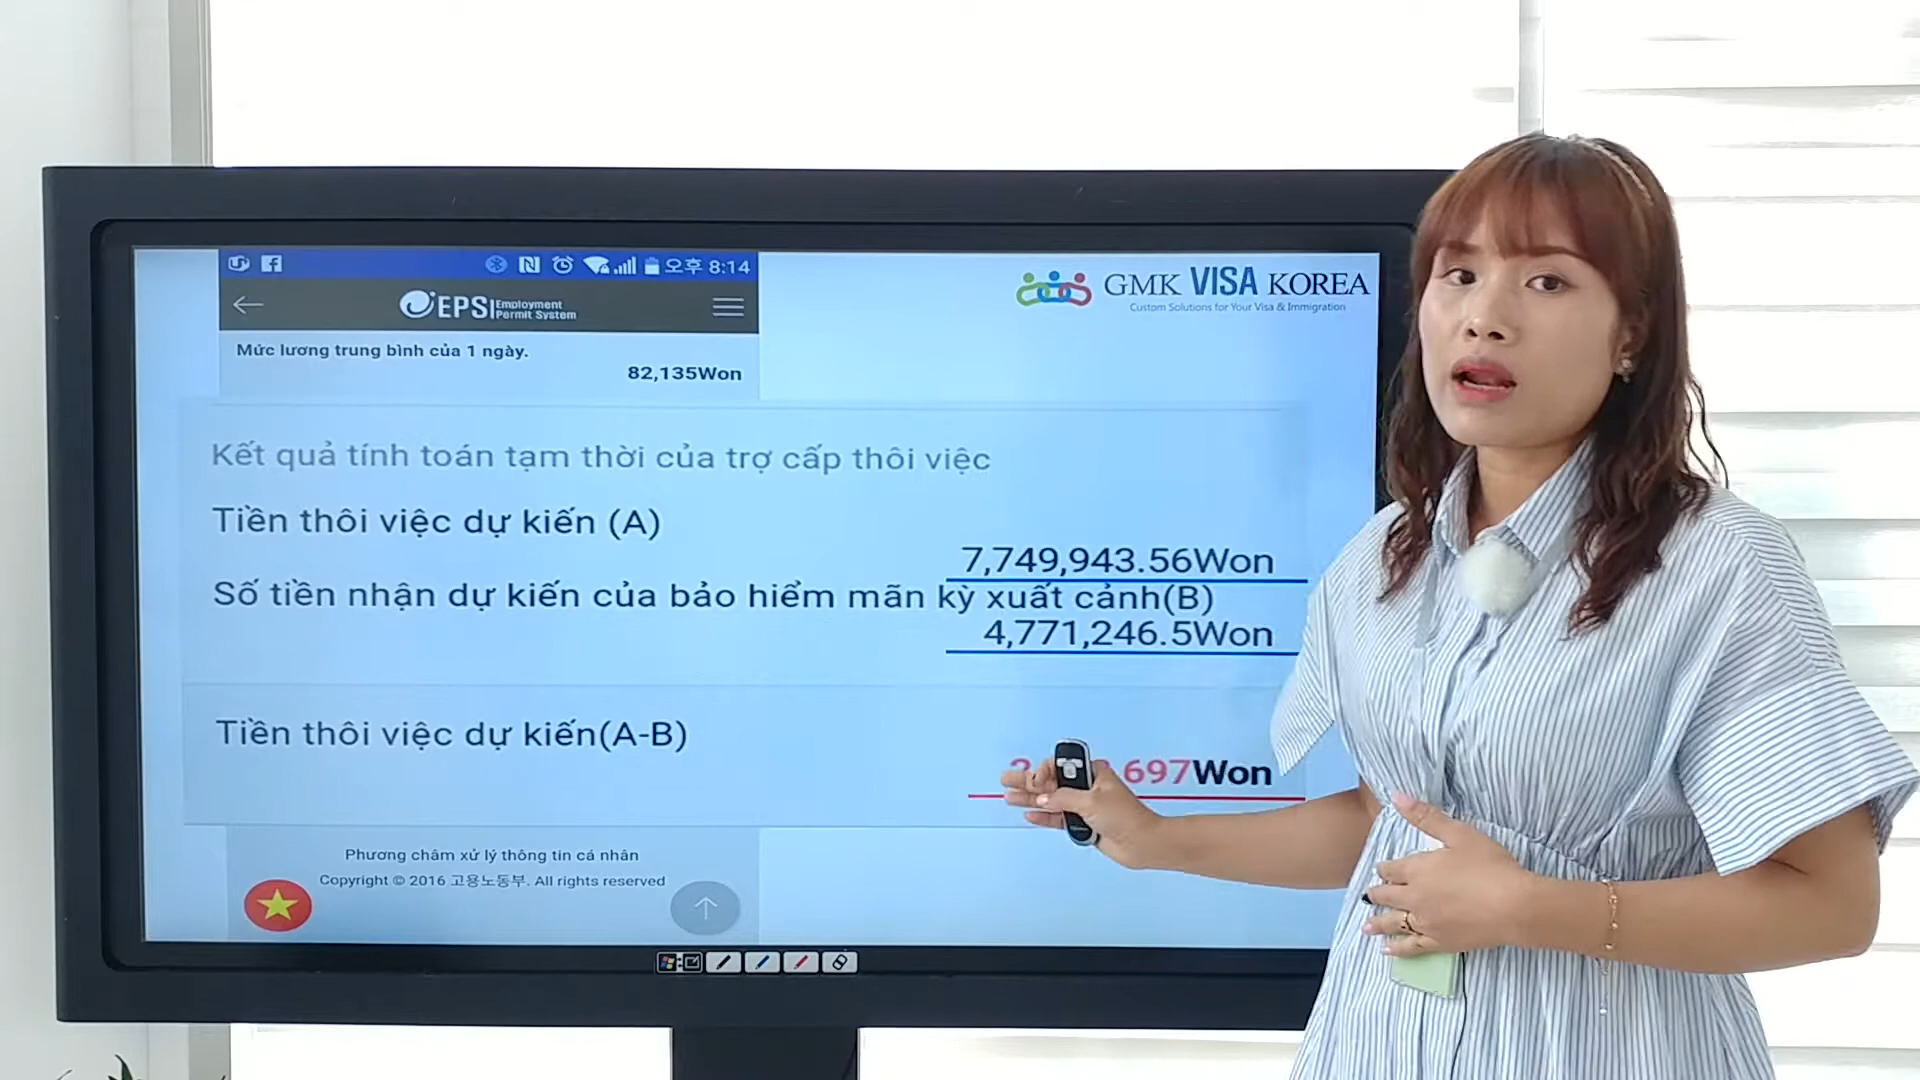 오후 8:14
EPS
Employment
Permit System
GMK VISA KOREA
Custom Solutions for Your Visa & Immigration
Mức lương trung bình của 1 ngày.
82,135Won
Kết quả tính toán tạm thời của trợ cấp thôi việc
Tiền thôi việc dự kiến (A)
7,749,943.56Won
Số tiền nhận dự kiến của bảo hiểm mãn kỳ xuất cảnh(B)
4,771,246.5Won
Tiền thôi việc dự kiến(A-B)
697Won
Phương châm xử lý thông tin cá nhân
Copyright © 2016 고용노동부. All rights reserved